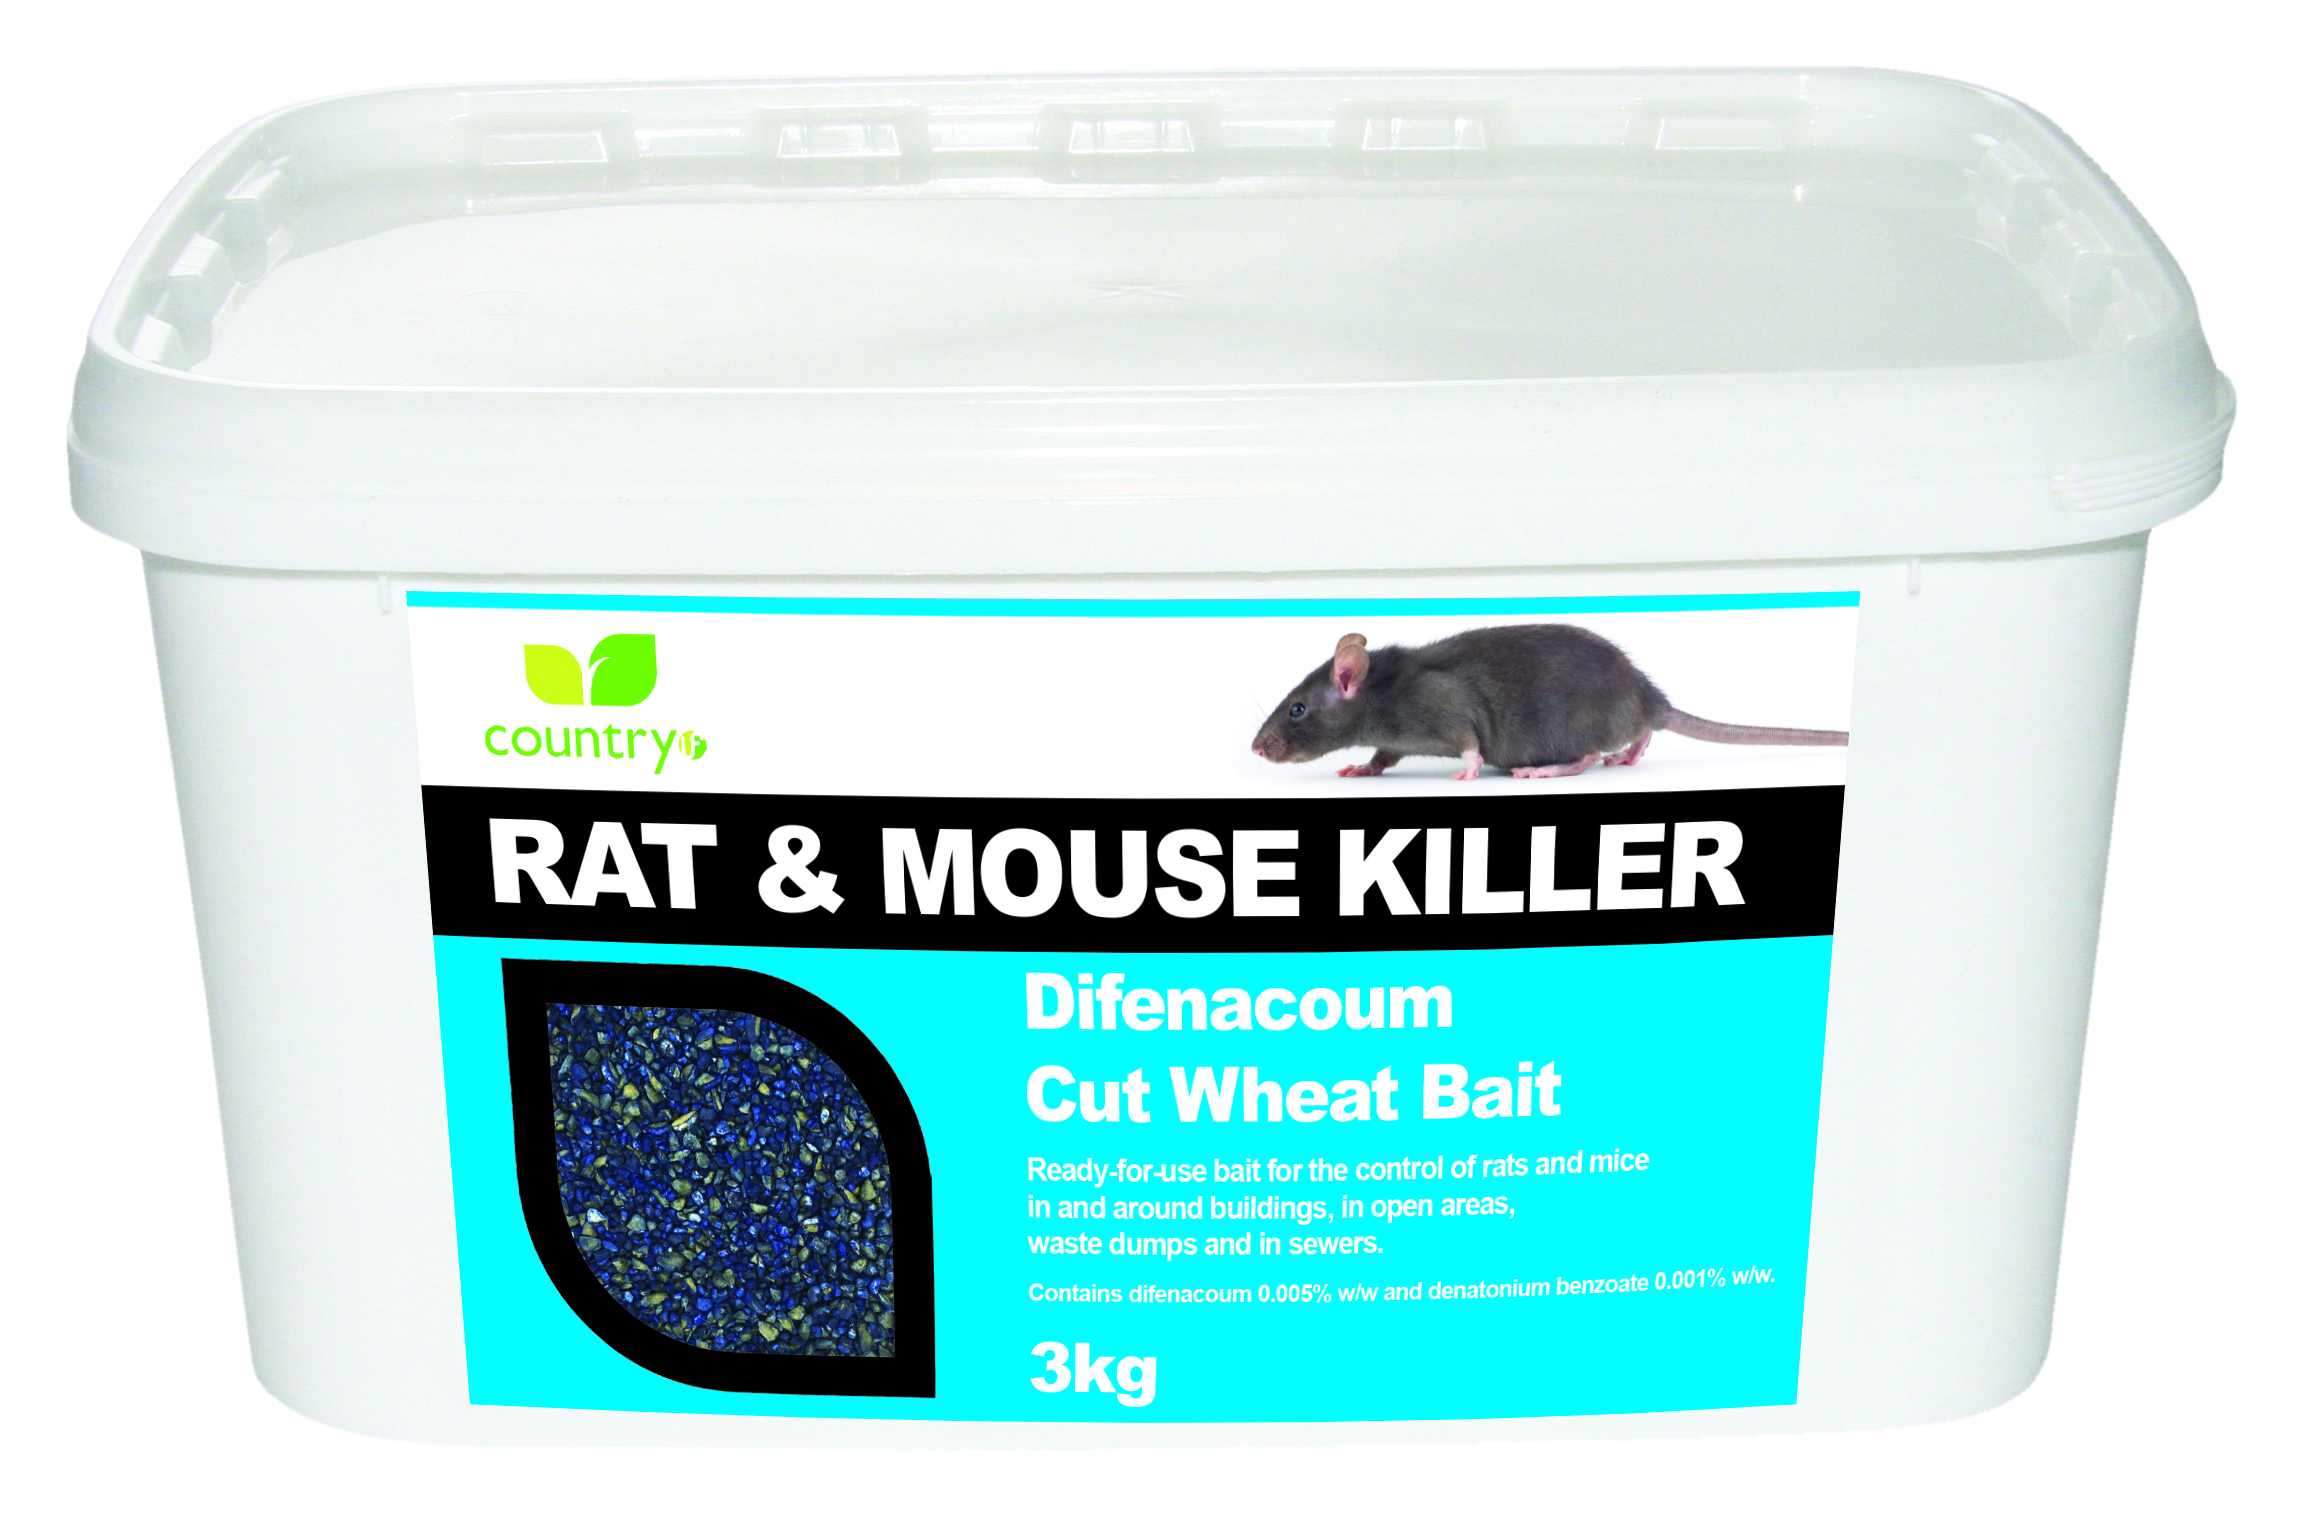 country
RAT & MOUSE KILLER
Difenacoum
Cut Wheat Bait
Ready-for-use bait for the control of rats and mice
in and around buildings, in open areas,
waste dumps and in sewers.
Contains difenacoum 0.005% w/w and denatonium benzoate 0.001% w/w.
3kg